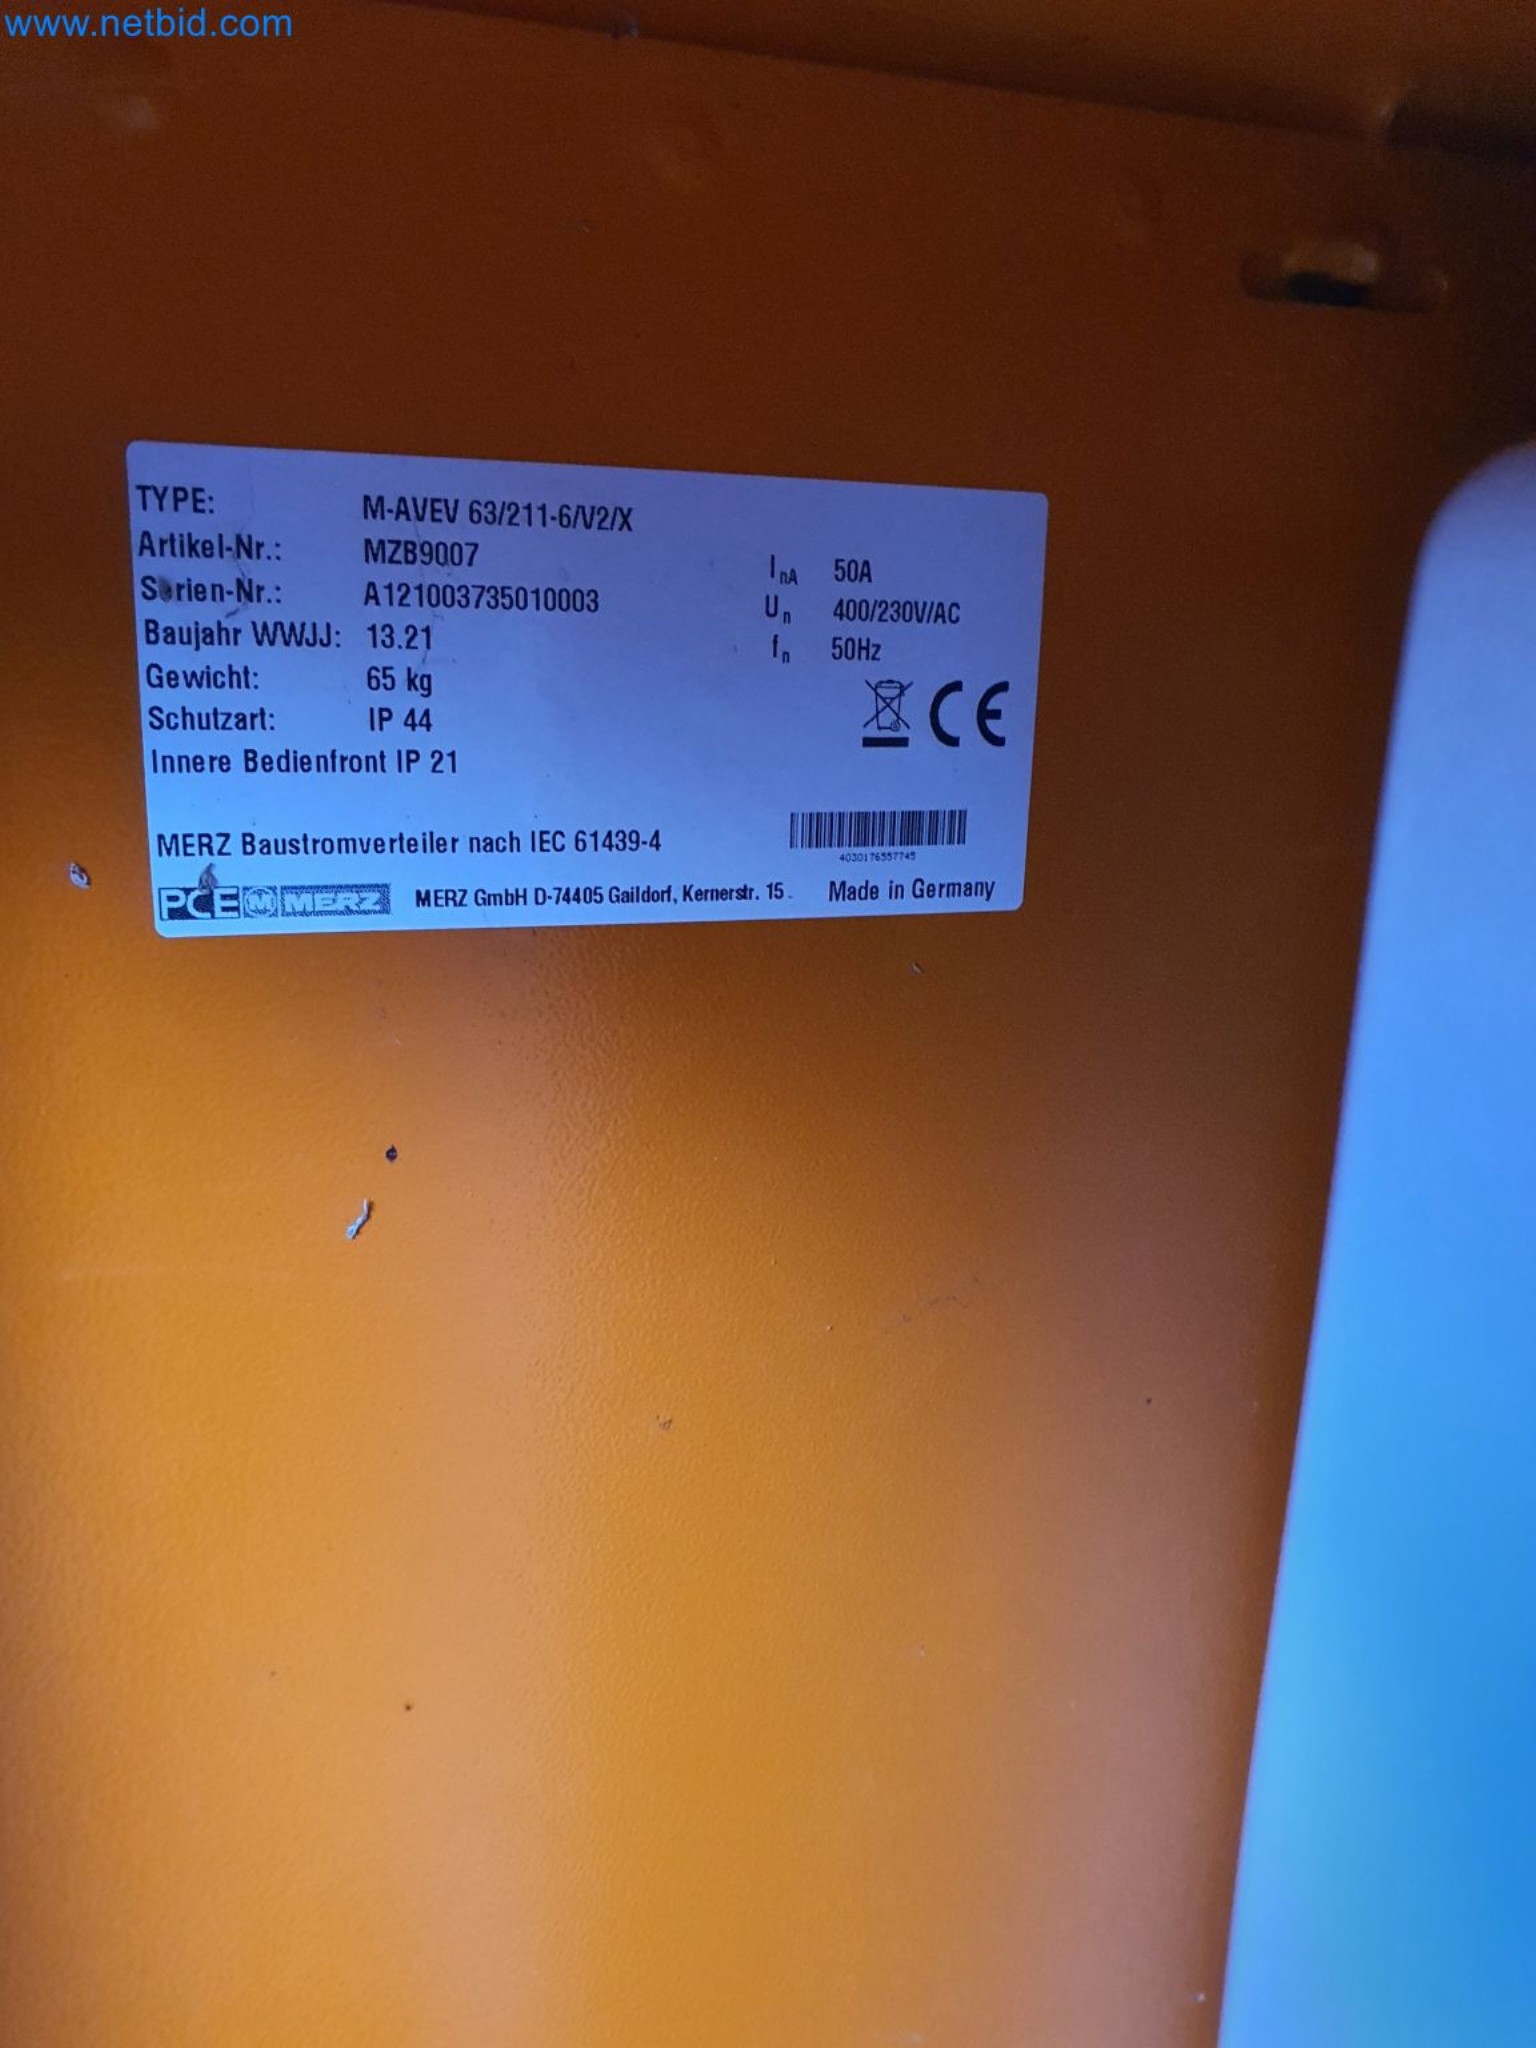 www.netbid.com
TYPE: M-AVEV 63/211-6/V2/X
Artikel-Nr.: MZB9007
Serien-Nr.: A121003735010003
Baujahr WWJJ: 13.21
Gewicht: 65 kg
Schutzart: IP 44
Innere Bedienfront IP 21
InA 50A
Un 400/230V/AC
fn 50Hz
CE
MERZ Baustromverteiler nach IEC 61439-4
4030176557745
PCE M MERZ MERZ GmbH D-74405 Gaildorf, Kernerstr. 15 Made in Germany